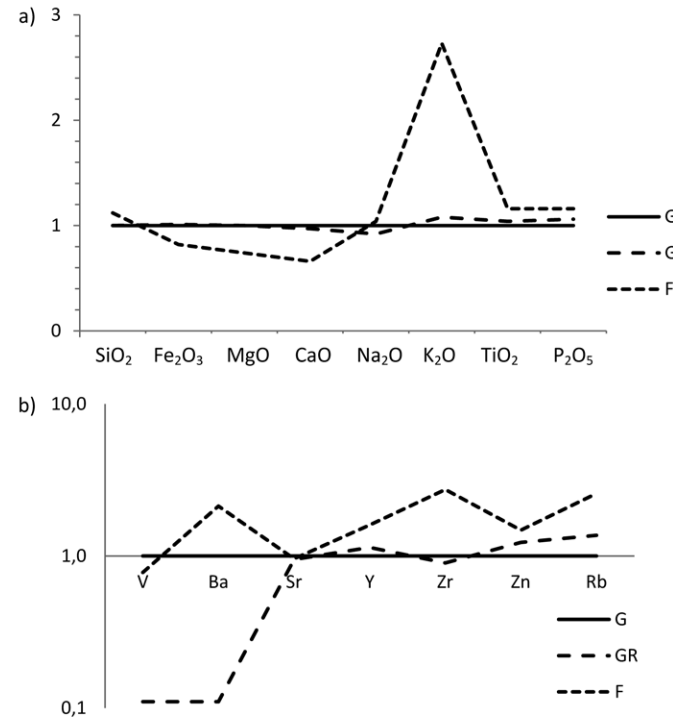 a)
3
2
1
0
SiO₂ Fe₂O₃ MgO CaO Na₂O K₂O TiO₂ P₂O₅
G
G
F
b)
10,0
1,0
V Ba Sr Y Zr Zn Rb
G
GR
F
0,1